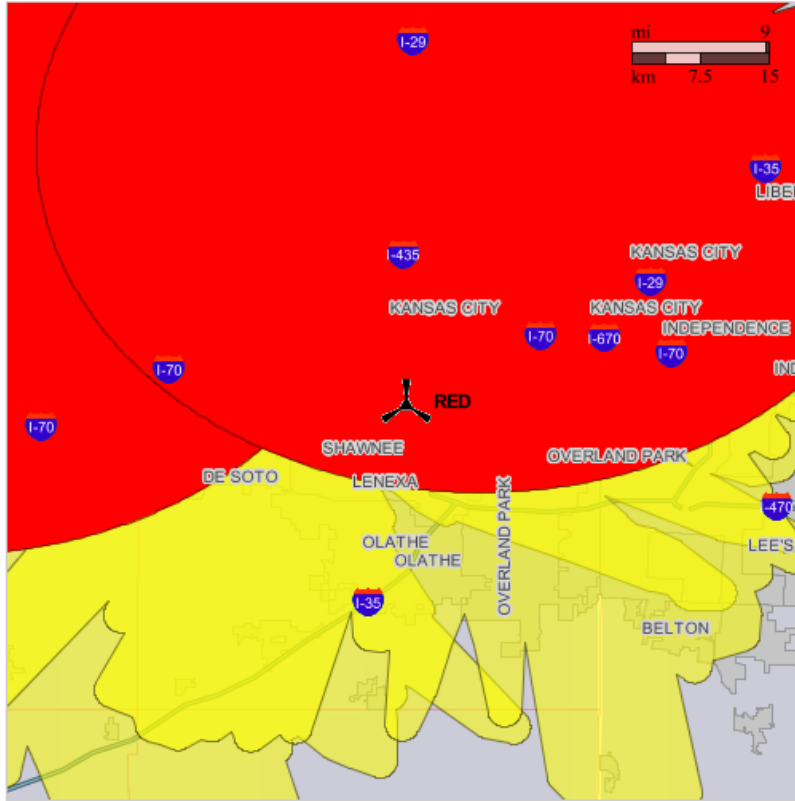 I-29
mi 9
km 7.5 15
I-35
LIBE
I-435
KANSAS CITY
I-29
KANSAS CITY
KANSAS CITY
INDEPENDENCE
I-70
I-670
I-70
I-70
IND
RED
I-70
SHAWNEE
OVERLAND PARK
DE SOTO
LENEXA
OVERLAND PARK
-470
OLATHE
LEE'S
OLATHE
I-35
BELTON